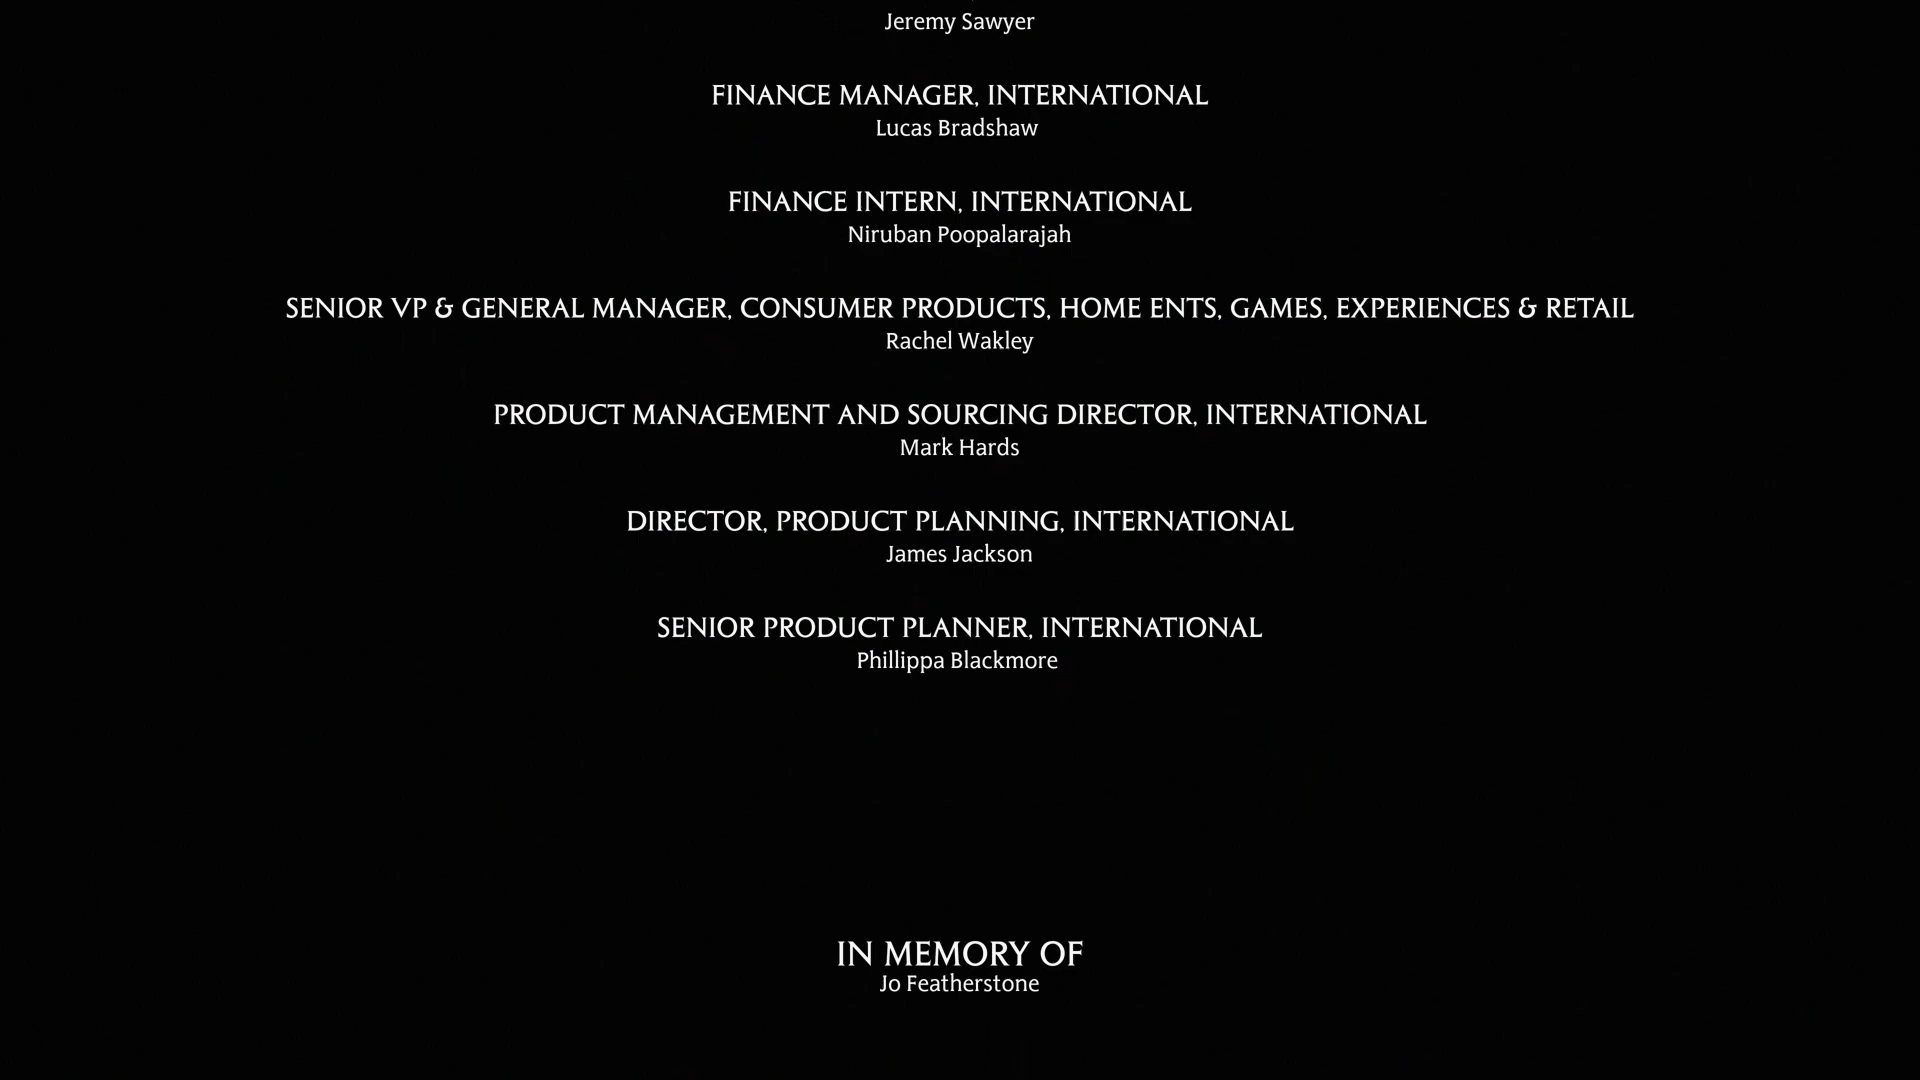 Jeremy Sawyer
FINANCE MANAGER, INTERNATIONAL
Lucas Bradshaw
FINANCE INTERN, INTERNATIONAL
Niruban Poopalarajah
SENIOR VP & GENERAL MANAGER, CONSUMER PRODUCTS, HOME ENTS, GAMES, EXPERIENCES & RETAIL
Rachel Wakley
PRODUCT MANAGEMENT AND SOURCING DIRECTOR, INTERNATIONAL
Mark Hards
DIRECTOR, PRODUCT PLANNING, INTERNATIONAL
James Jackson
SENIOR PRODUCT PLANNER, INTERNATIONAL
Phillippa Blackmore
IN MEMORY OF
Jo Featherstone